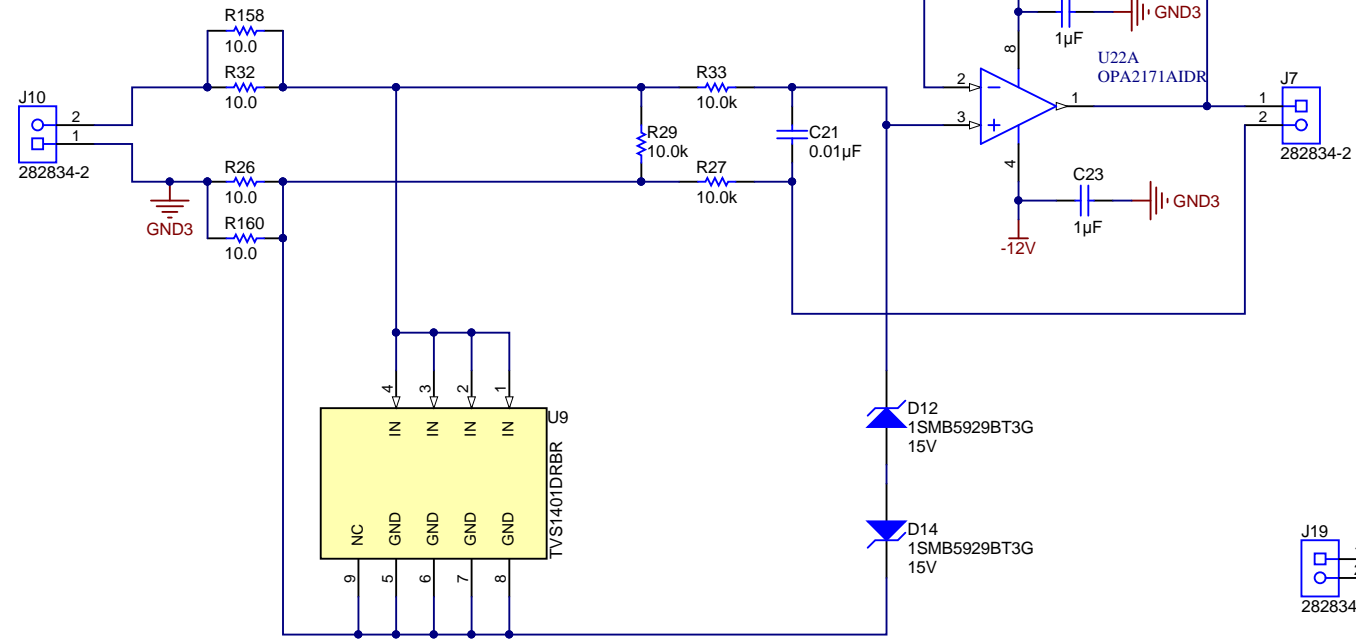 R158
10.0
R32
10.0
J10
2
1
282834-2
R26
10.0
GND3
R160
10.0
R33
10.0k
R29
10.0k
C21
0.01µF
R27
10.0k
GND3
1µF
8
U22A
OPA2171AIDR
2
3
1
4
J7
1
2
282834-2
C23
GND3
1µF
-12V
4
3
2
1
IN
IN
IN
IN
U9
TVS1401DRBR
NC
GND
GND
GND
GND
9
5
6
7
8
D12
1SMB5929BT3G
15V
D14
1SMB5929BT3G
15V
J19
282834